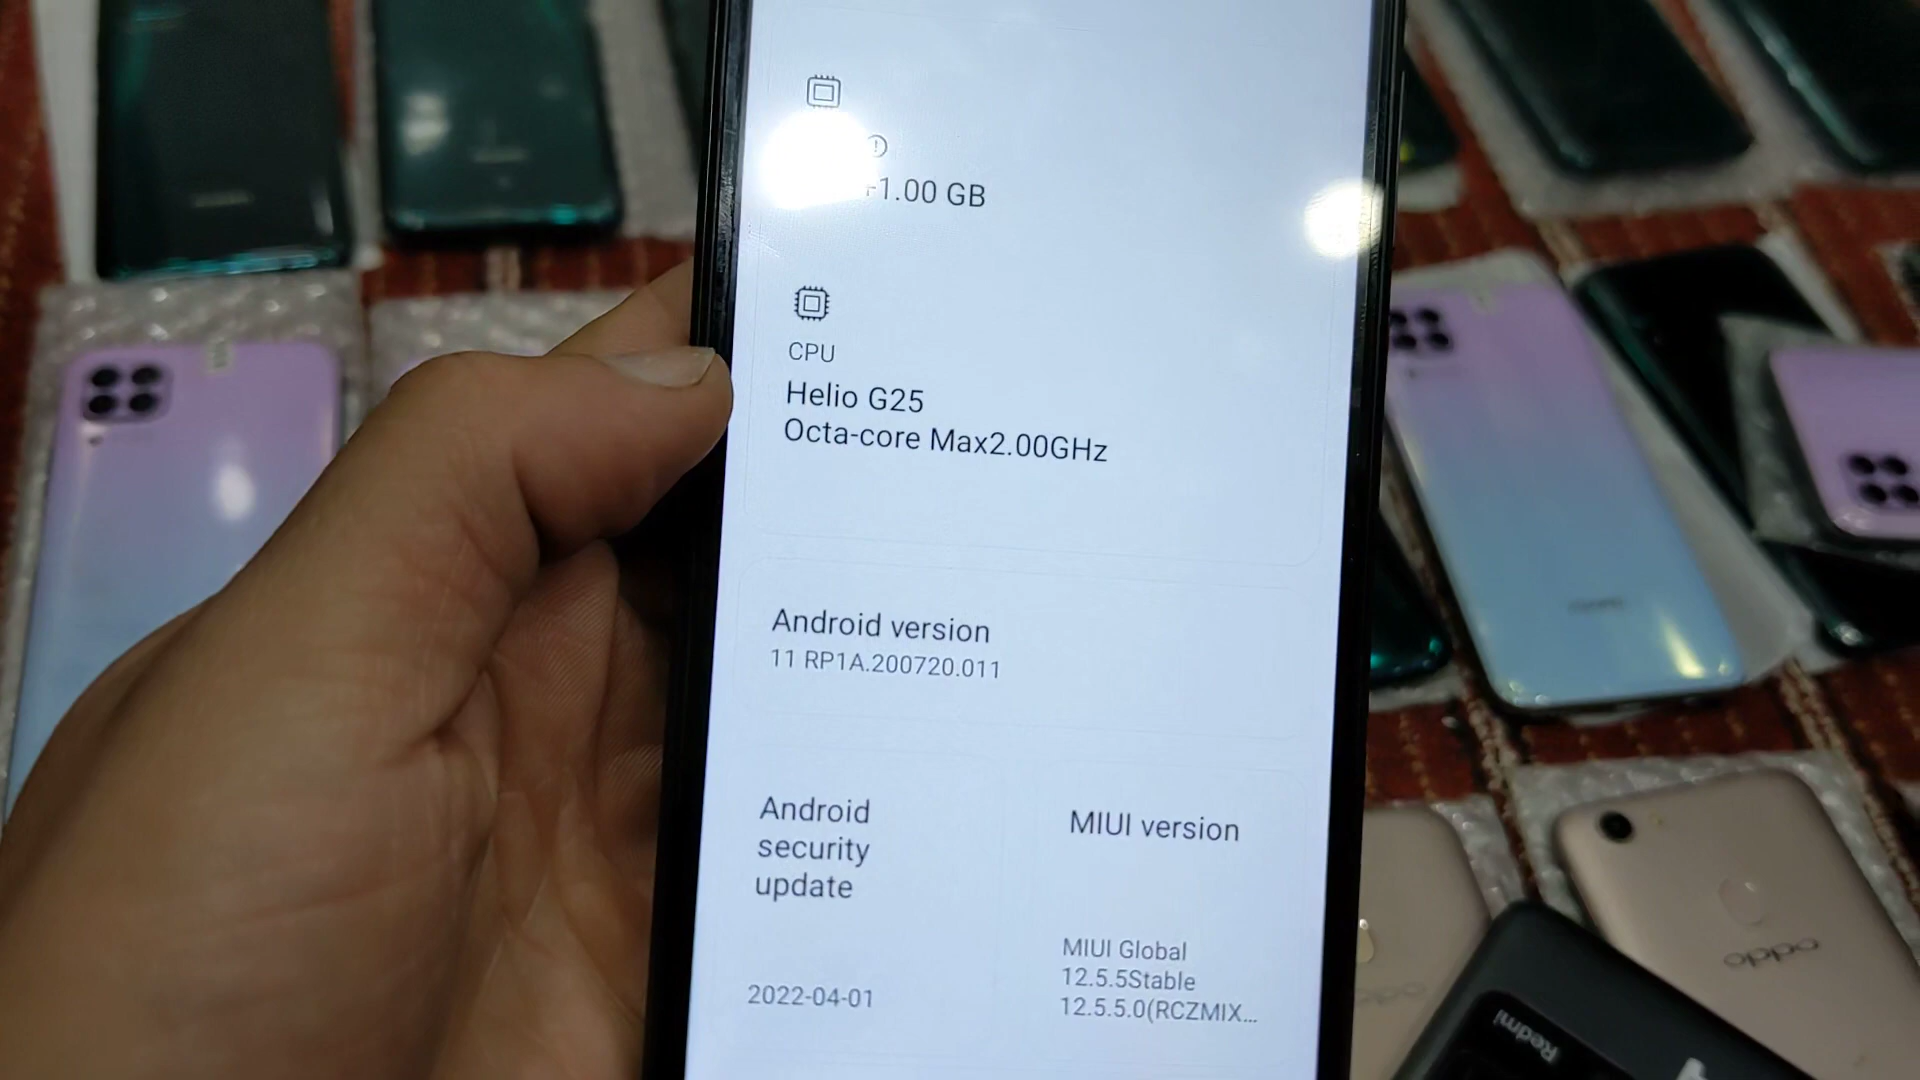 +1.00 GB
CPU
Helio G25
Octa-core Max2.00GHz
Android version
11 RP1A.200720.011
Android
security
update
2022-04-01
MIUI version
MIUI Global
12.5.5Stable
12.5.5.0(RCZMIX...
oppo
Redmi